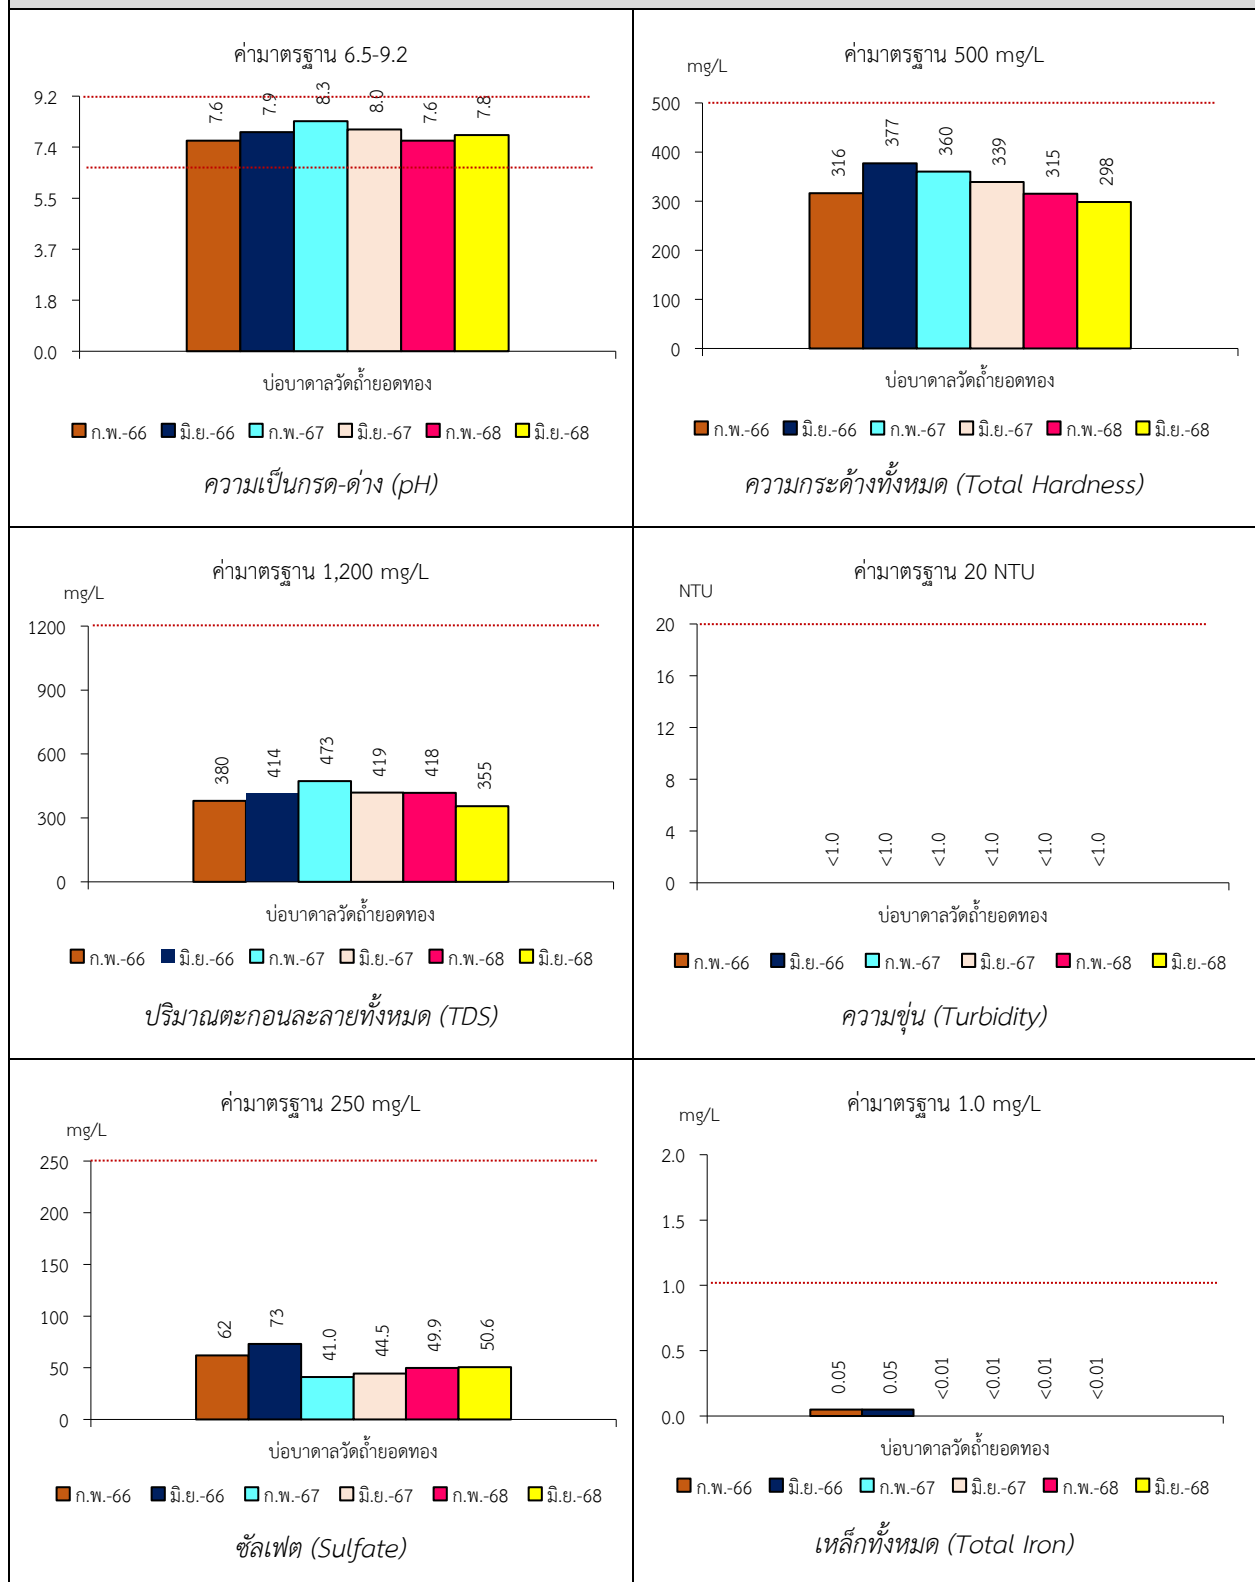 ค่ามาตรฐาน 6.5-9.2
9.2
7.4
5.5
3.7
1.8
0.0
7.6
7.9
8.3
8.0
7.6
7.8
บ่อบาดาลวัดถ้ำยอดทอง
ก.พ.-66 มิ.ย.-66 ก.พ.-67 มิ.ย.-67 ก.พ.-68 มิ.ย.-68
ความเป็นกรด-ด่าง (pH)
ค่ามาตรฐาน 500 mg/L
mg/L
500
400
300
200
100
0
316
377
360
339
315
298
บ่อบาดาลวัดถ้ำยอดทอง
ก.พ.-66 มิ.ย.-66 ก.พ.-67 มิ.ย.-67 ก.พ.-68 มิ.ย.-68
ความกระด้างทั้งหมด (Total Hardness)
ค่ามาตรฐาน 1,200 mg/L
mg/L
1200
900
600
300
0
380
414
473
419
418
355
บ่อบาดาลวัดถ้ำยอดทอง
ก.พ.-66 มิ.ย.-66 ก.พ.-67 มิ.ย.-67 ก.พ.-68 มิ.ย.-68
ปริมาณตะกอนละลายทั้งหมด (TDS)
ค่ามาตรฐาน 20 NTU
NTU
20
16
12
8
4
0
<1.0
<1.0
<1.0
<1.0
<1.0
<1.0
บ่อบาดาลวัดถ้ำยอดทอง
ก.พ.-66 มิ.ย.-66 ก.พ.-67 มิ.ย.-67 ก.พ.-68 มิ.ย.-68
ความขุ่น (Turbidity)
ค่ามาตรฐาน 250 mg/L
mg/L
250
200
150
100
50
0
62
73
41.0
44.5
49.9
50.6
บ่อบาดาลวัดถ้ำยอดทอง
ก.พ.-66 มิ.ย.-66 ก.พ.-67 มิ.ย.-67 ก.พ.-68 มิ.ย.-68
ซัลเฟต (Sulfate)
ค่ามาตรฐาน 1.0 mg/L
mg/L
2.0
1.5
1.0
0.5
0.0
0.05
0.05
<0.01
<0.01
<0.01
<0.01
บ่อบาดาลวัดถ้ำยอดทอง
ก.พ.-66 มิ.ย.-66 ก.พ.-67 มิ.ย.-67 ก.พ.-68 มิ.ย.-68
เหล็กทั้งหมด (Total Iron)